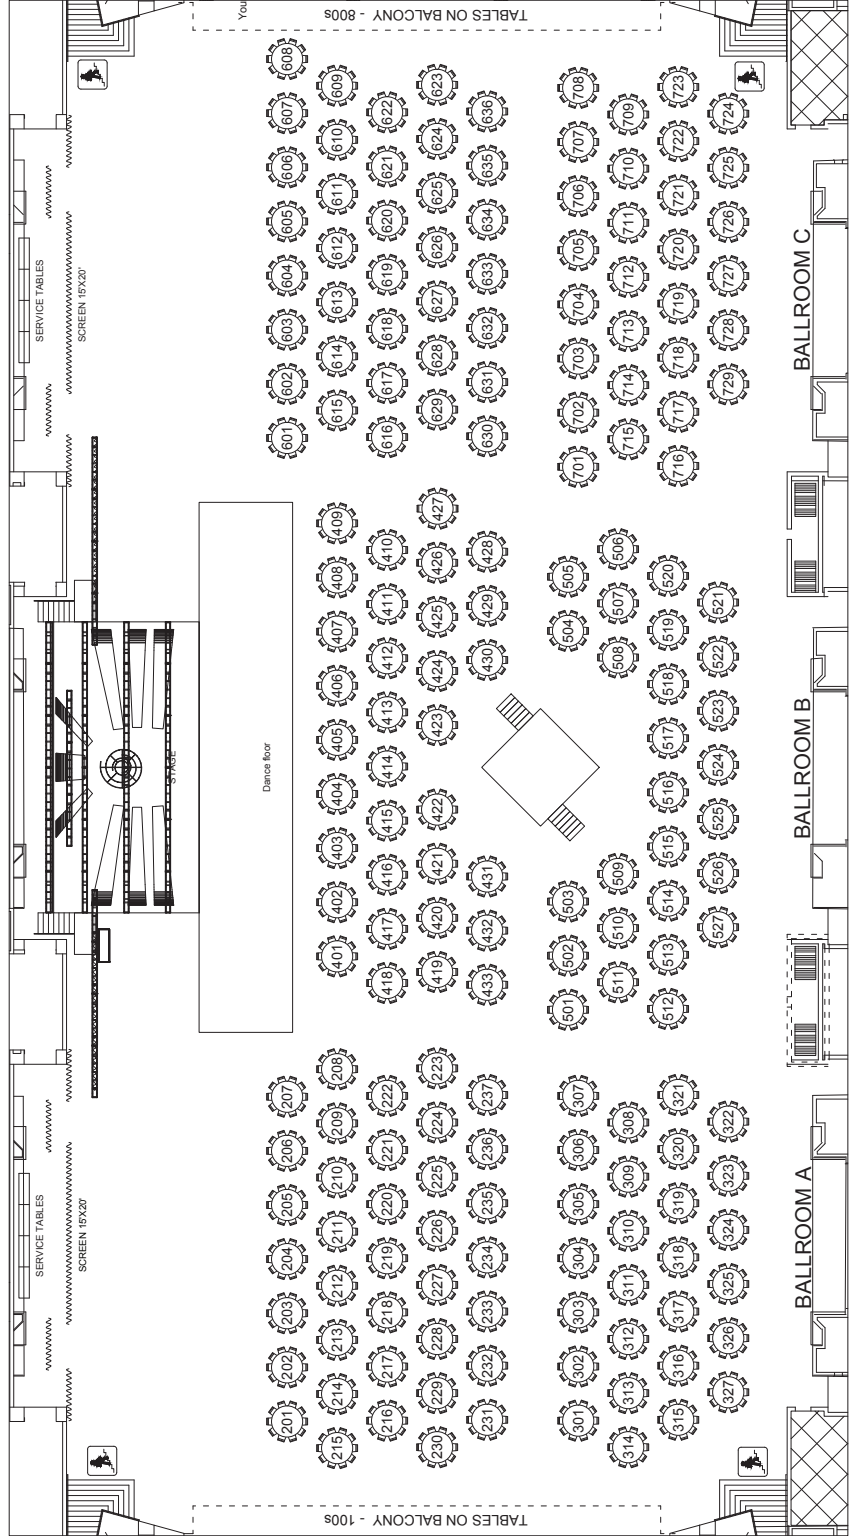 SERVICE TABLES SERVICE TABLES
SCREEN 15'X20' SCREEN 15'X20'
STAGE
You
Dance floor
TABLES ON BALCONY - 100s
TABLES ON BALCONY - 800s
201 202 203 204 205 206 207 601 602 603 604 605 606 607 608
215 214 213 212 211 210 209 208 401 402 403 404 405 406 407 408 409 615 614 613 612 611 610 609
216 217 218 219 220 221 222 418 417 416 415 414 413 412 411 410 616 617 618 619 620 621 622
230 229 228 227 226 225 224 223 419 420 421 422 423 424 425 426 427 629 628 627 626 625 624 623
231 232 233 234 235 236 237 433 432 431 430 429 428 630 631 632 633 634 635 636
301 302 303 304 305 306 307 501 502 503 504 505 701 702 703 704 705 706 707 708
314 313 312 311 310 309 308 511 510 509 508 507 506 715 714 713 712 711 710 709
315 316 317 318 319 320 321 512 513 514 515 516 517 518 519 520 716 717 718 719 720 721 722 723
327 326 325 324 323 322 527 526 525 524 523 522 521 729 728 727 726 725 724
BALLROOM A BALLROOM B BALLROOM C